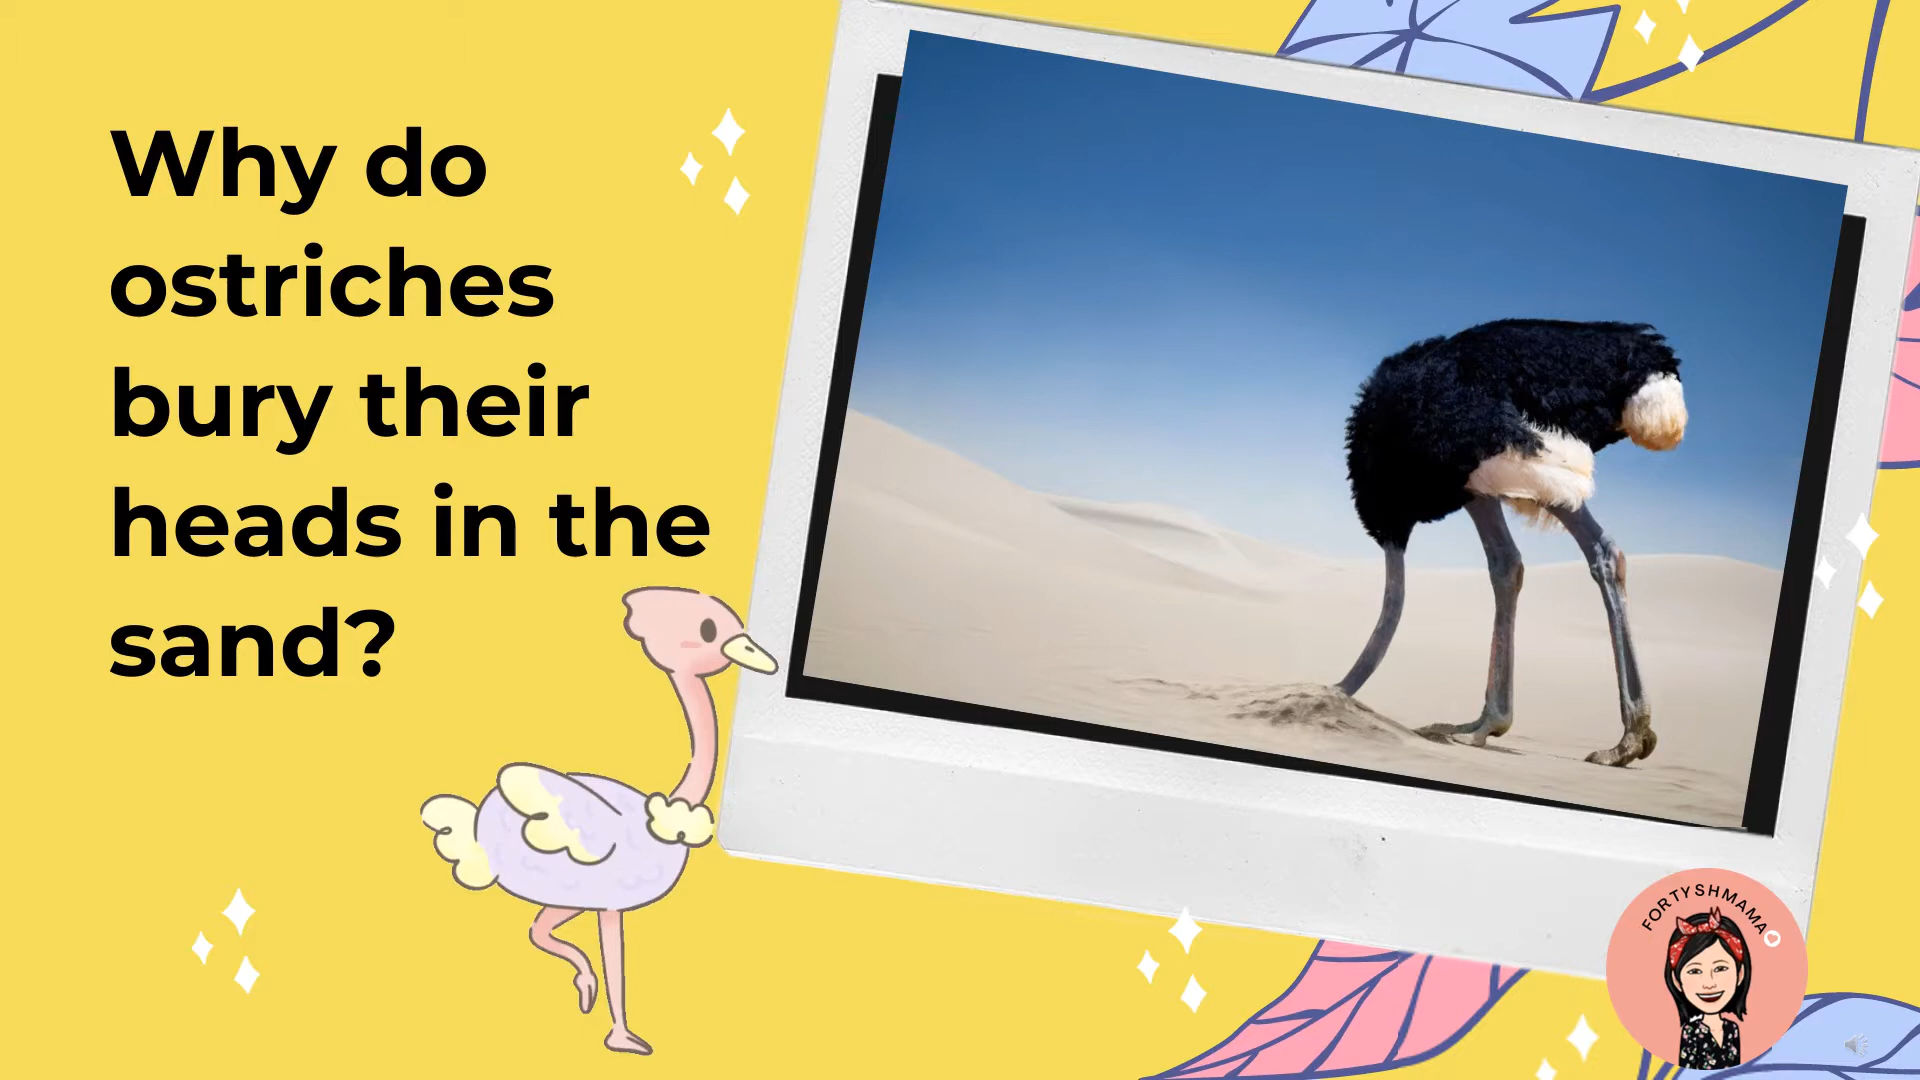 Why do
ostriches
bury their
heads in the
sand?
FORTYSHMAMA